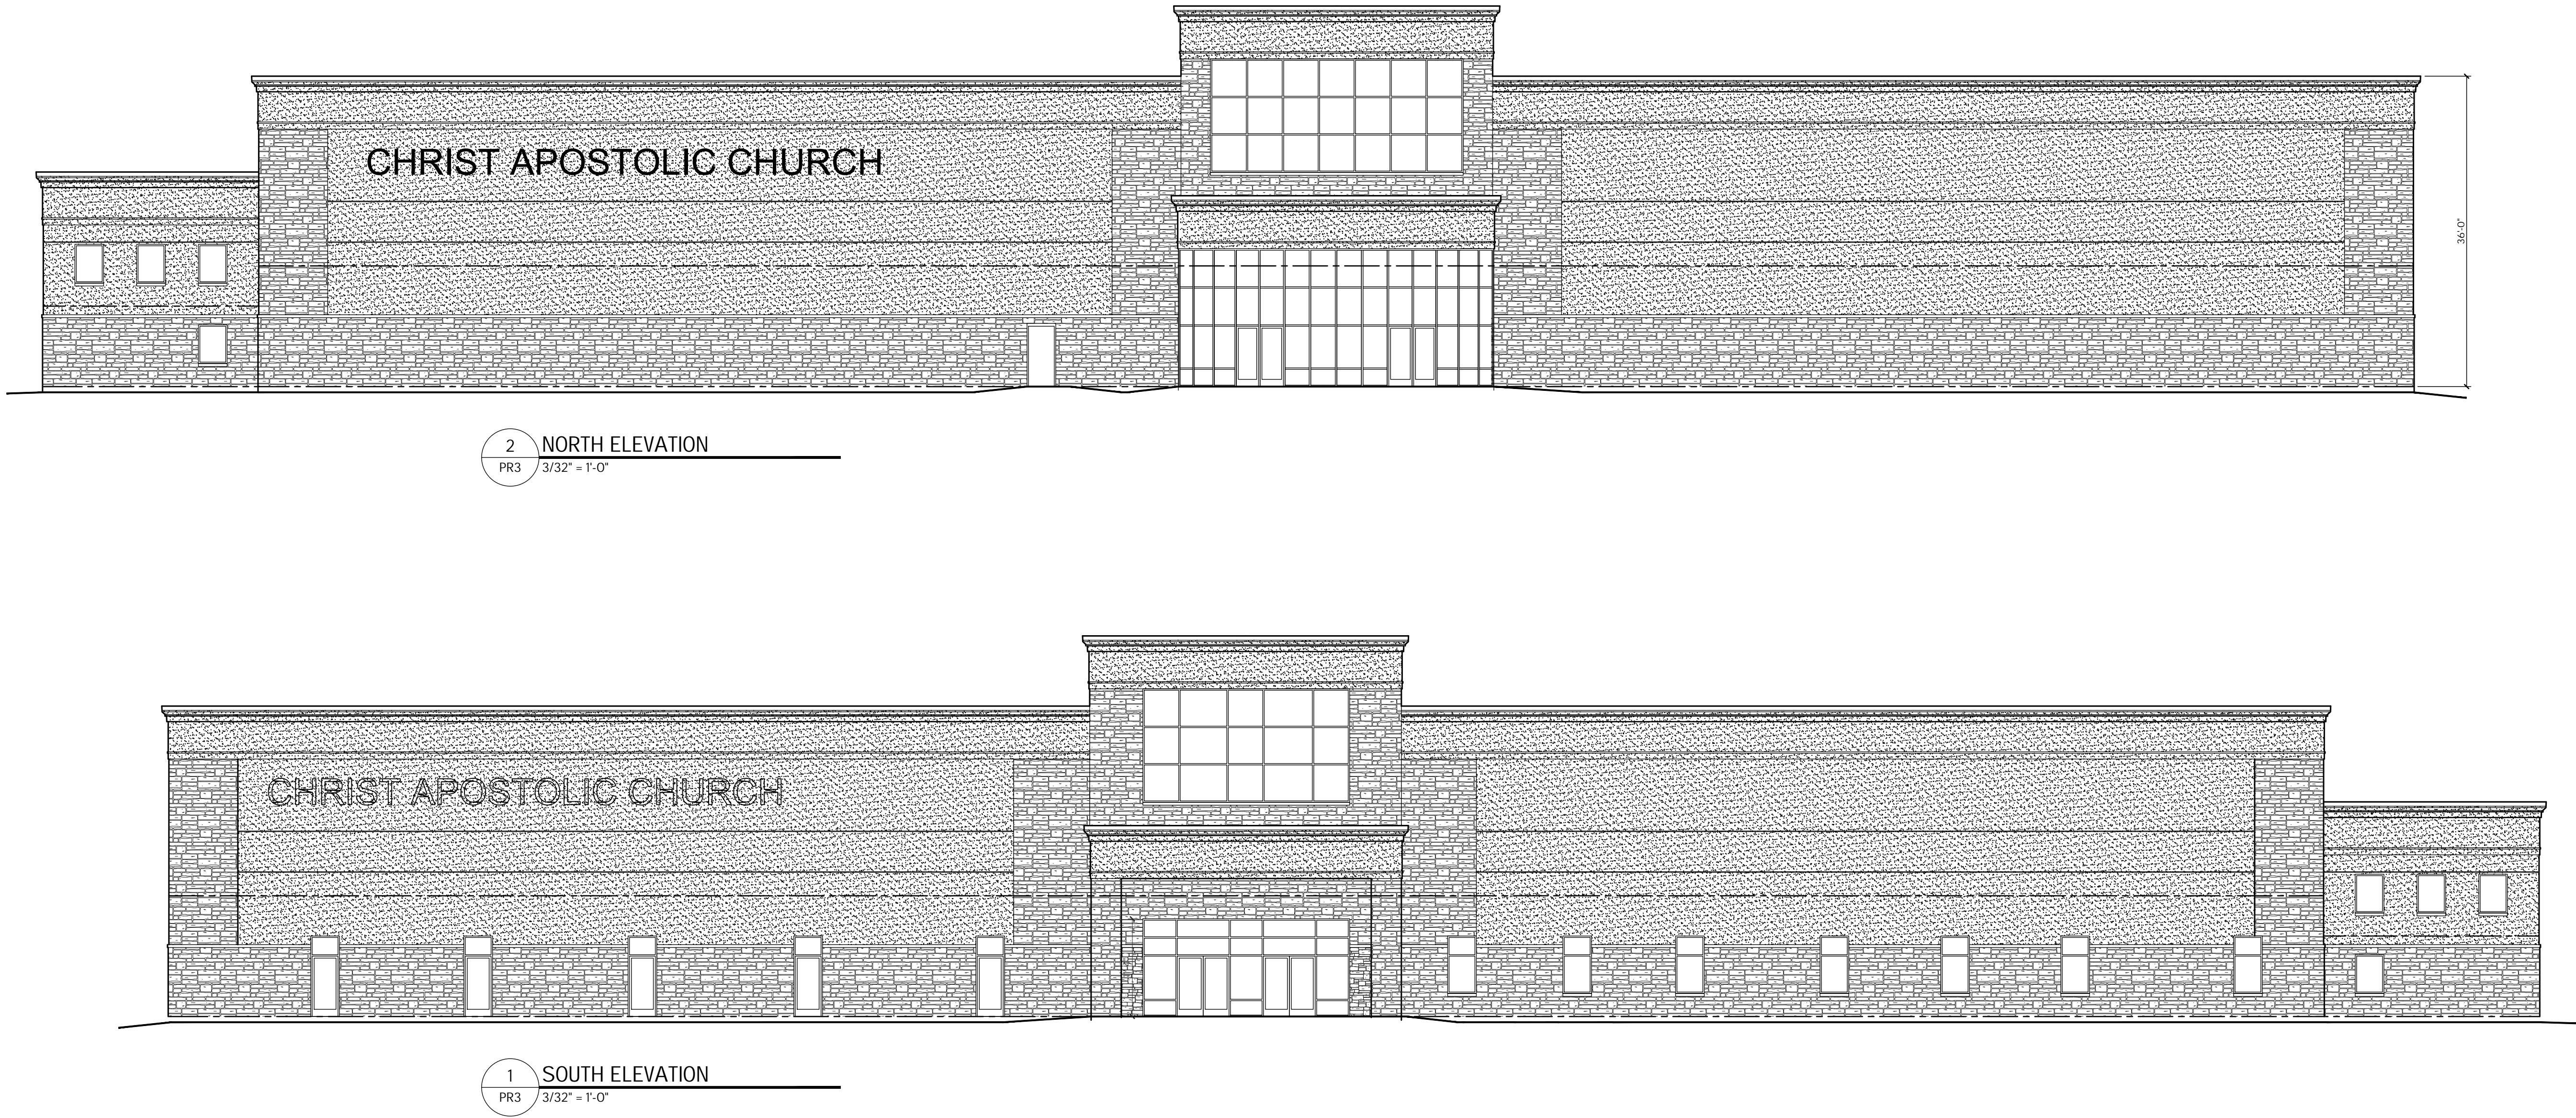 CHRIST APOSTOLIC CHURCH
36'-0"
2
NORTH ELEVATION
PR3
3/32" = 1'-0"
CHRIST APOSTOLIC CHURCH
1
SOUTH ELEVATION
PR3
3/32" = 1'-0"